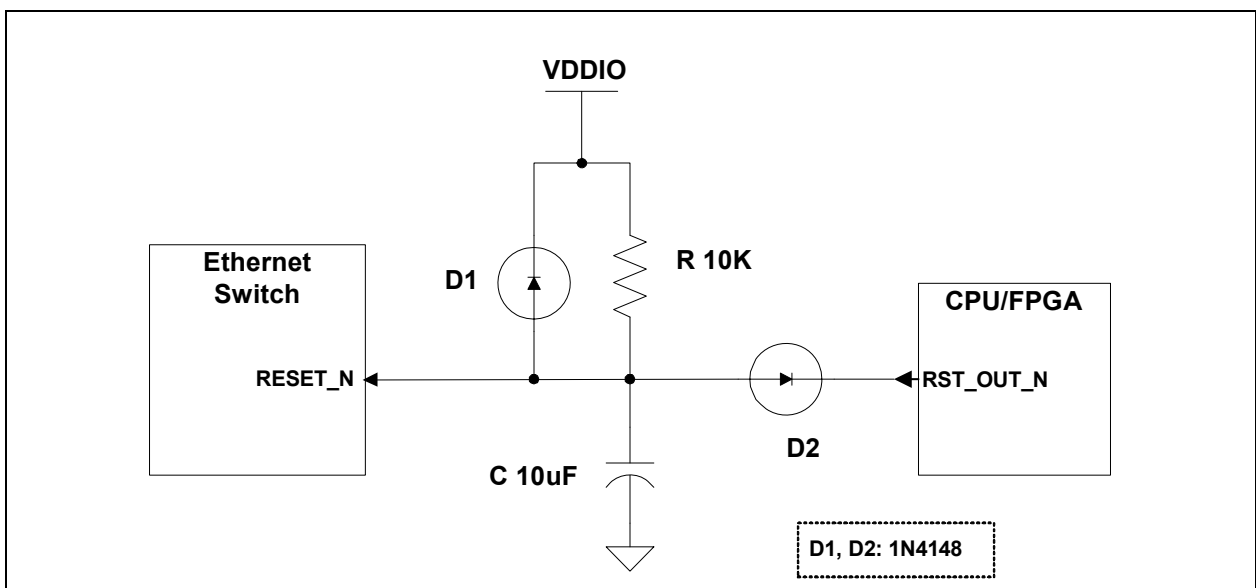 VDDIO
Ethernet
Switch
D1
R 10K
CPU/FPGA
RESET_N
RST_OUT_N
D2
C 10uF
D1, D2: 1N4148